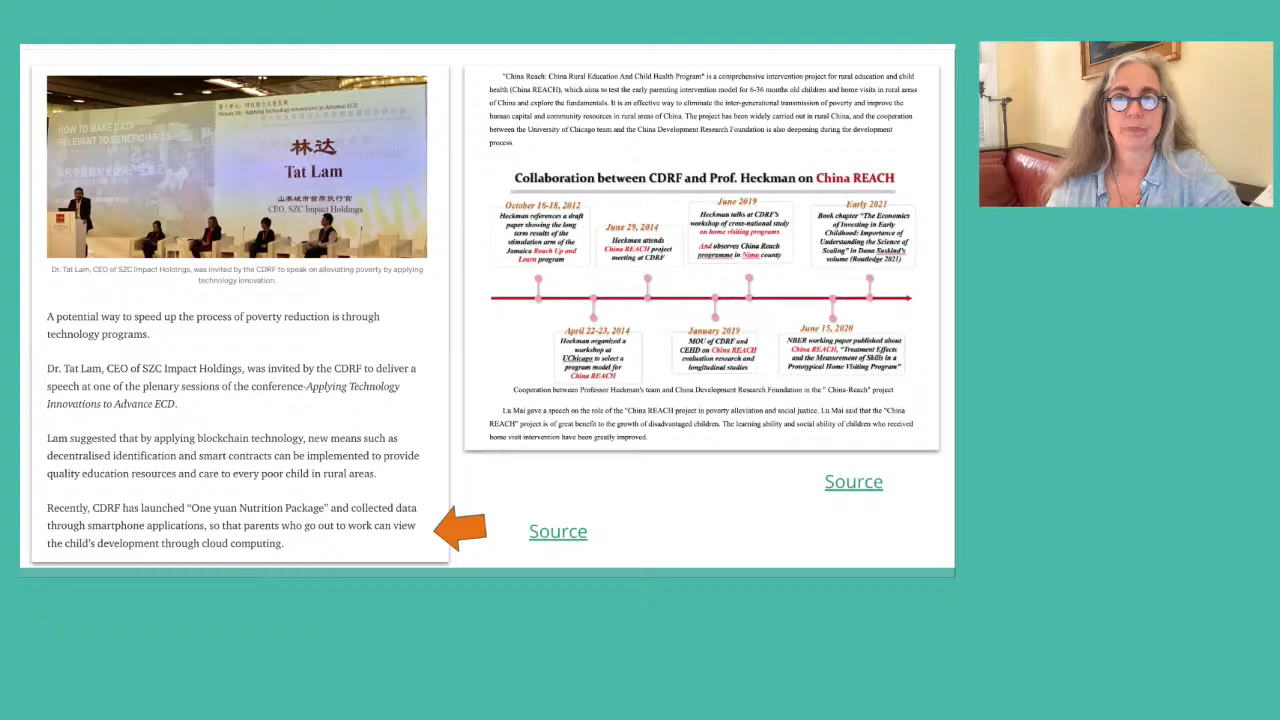 HOW TO MAKE DATA
RELEVANT TO BENEFICIARIES
Applying Technology Innovations to Advance ECD
林达
Tat Lam
山寨城市首席执行官
CEO, SZC Impact Holdings
Dr. Tat Lam, CEO of SZC Impact Holdings, was invited by the CDRF to speak on alleviating poverty by applying
technology innovation.
A potential way to speed up the process of poverty reduction is through
technology programs.
Dr. Tat Lam, CEO of SZC Impact Holdings, was invited by the CDRF to deliver a
speech at one of the plenary sessions of the conference-Applying Technology
Innovations to Advance ECD.
Lam suggested that by applying blockchain technology, new means such as
decentralised identification and smart contracts can be implemented to provide
quality education resources and care to every poor child in rural areas.
Recently, CDRF has launched “One yuan Nutrition Package” and collected data
through smartphone applications, so that parents who go out to work can view
the child’s development through cloud computing.
Source
"China Reach: China Rural Education And Child Health Program" is a comprehensive intervention project for rural education and child
health (China REACH), which aims to test the early parenting intervention model for 6-36 months old children and home visits in rural areas
of China and explore the fundamentals. It is an effective way to eliminate the inter-generational transmission of poverty and improve the
human capital and community resources in rural areas of China. The project has been widely carried out in rural China, and the cooperation
between the University of Chicago team and the China Development Research Foundation is also deepening during the development
process.
Collaboration between CDRF and Prof. Heckman on China REACH
October 16-18, 2012
Heckman references a draft
paper showing the long
term results of the
stimulation arm of the
Jamaica Reach Up and
Learn program
June 29, 2014
Heckman attends
China REACH project
meeting at CDRF
June 2019
Heckman talks at CDRF's
workshop of cross-national study
on home visiting programs
And observes China Reach
programme in Nimu county
Early 2021
Book chapter "The Economics
of Investing in Early
Childhood: Importance of
Understanding the Science of
Scaling" in Dana Suskind's
volume (Routledge 2021)
April 22-23, 2014
Heckman organized a
workshop at
UChicago to select a
program model for
China REACH
January 2019
MOU of CDRF and
CEHD on China REACH
evaluation research and
longitudinal studies
June 15, 2020
NBER working paper published about
China REACH, "Treatment Effects
and the Measurement of Skills in a
Prototypical Home Visiting Program"
Cooperation between Professor Heckman's team and China Development Research Foundation in the " China-Reach" project
Lu Mai gave a speech on the role of the "China REACH project in poverty alleviation and social justice. Lu Mai said that the "China
REACH" project is of great benefit to the growth of disadvantaged children. The learning ability and social ability of children who received
home visit intervention have been greatly improved.
Source